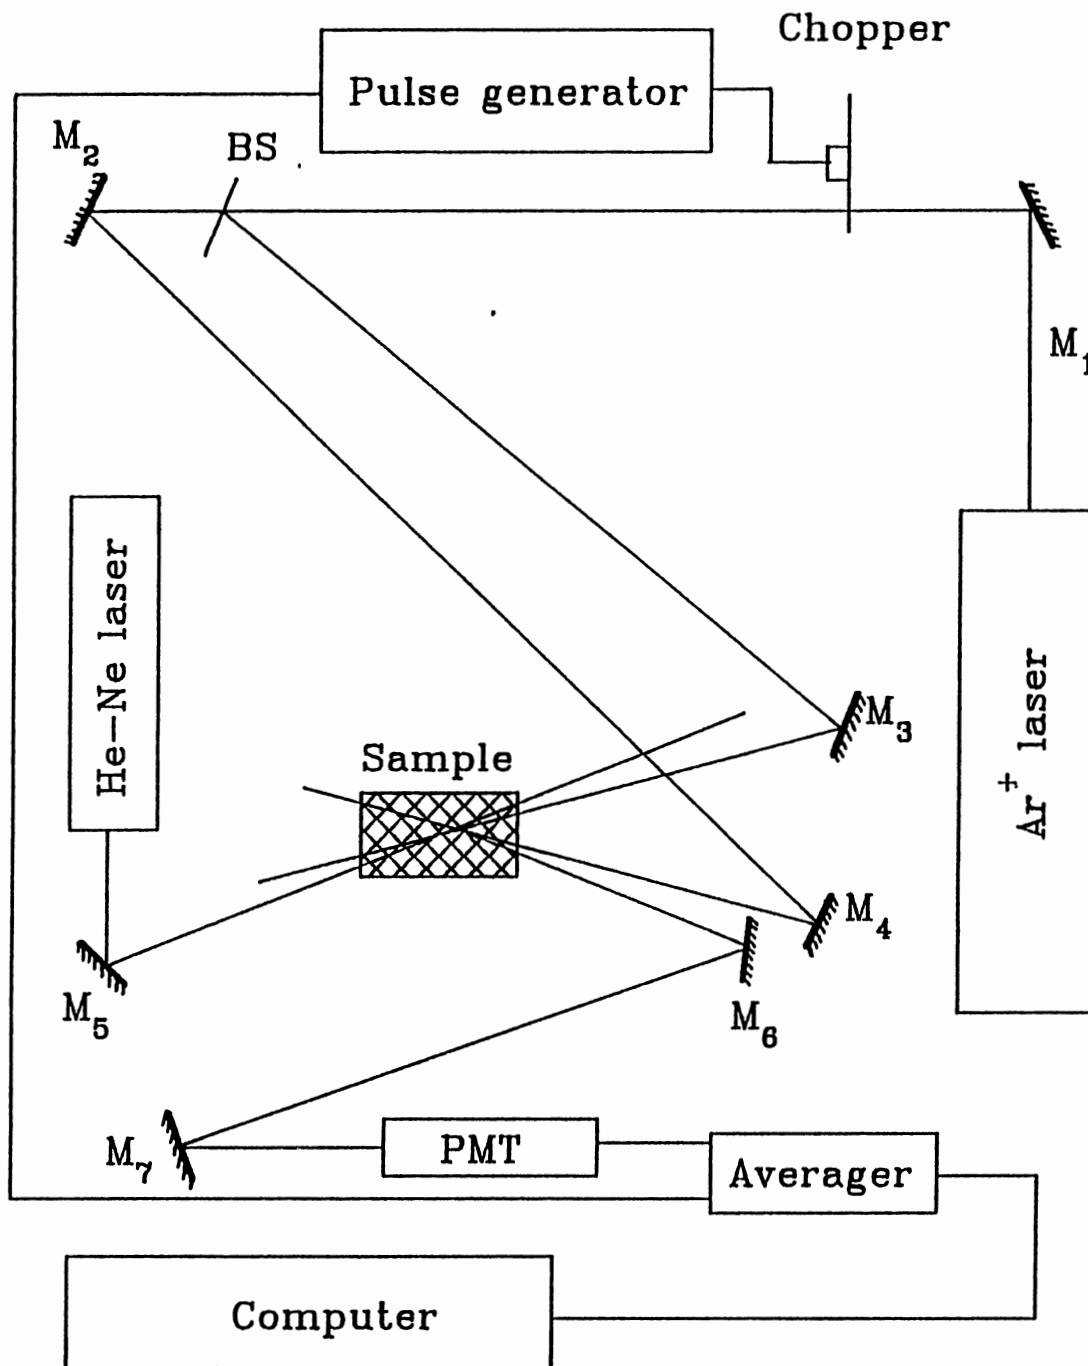 Chopper
Pulse generator
M₂
BS
M₁
He-Ne laser
Ar⁺ laser
M₃
Sample
M₄
M₅
M₆
M₇
PMT
Averager
Computer